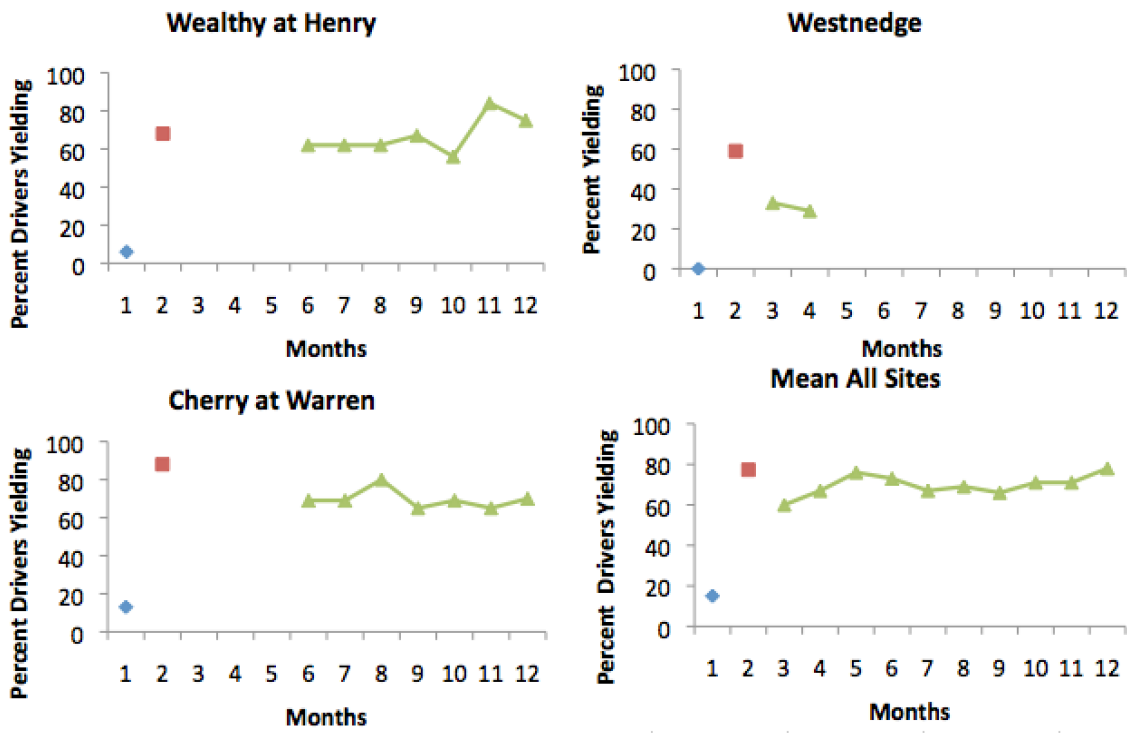 Wealthy at Henry
Percent Drivers Yielding
100
80
60
40
20
0
1 2 3 4 5 6 7 8 9 10 11 12
Months
Westnedge
Percent Yielding
100
80
60
40
20
0
1 2 3 4 5 6 7 8 9 10 11 12
Months
Cherry at Warren
Percent Drivers Yielding
100
80
60
40
20
0
1 2 3 4 5 6 7 8 9 10 11 12
Months
Mean All Sites
Percent Drivers Yielding
100
80
60
40
20
0
1 2 3 4 5 6 7 8 9 10 11 12
Months